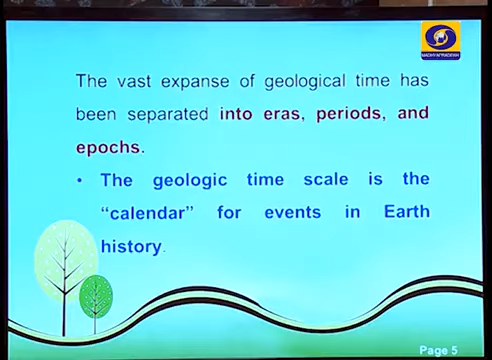 MADHYAPRADESH
The vast expanse of geological time has
been separated into eras, periods, and
epochs.
• The geologic time scale is the
“calendar” for events in Earth
history.
Page 5